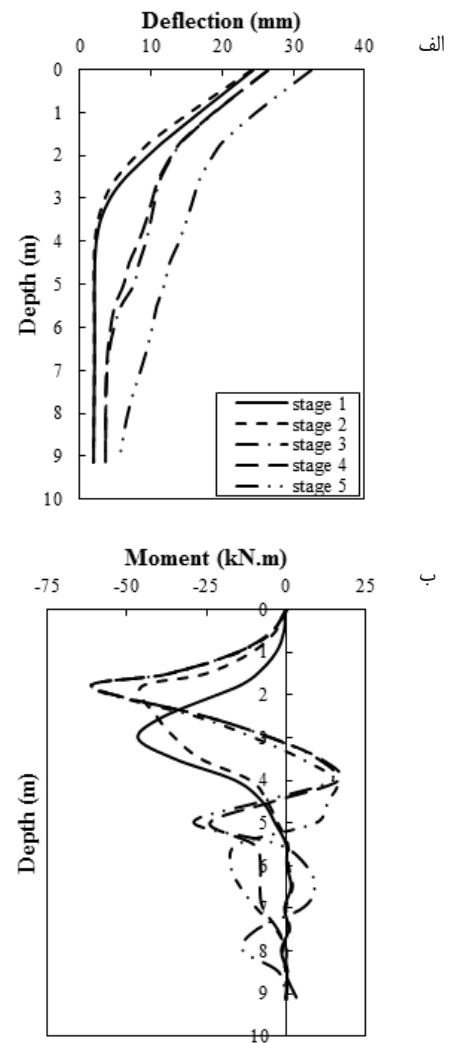 Deflection (mm)
الف
0 10 20 30 40
0
1
2
3
4
5
6
7
8
9
10
Depth (m)
stage 1
stage 2
stage 3
stage 4
stage 5
Moment (kN.m)
ب
-75 -50 -25 0 25
0
1
2
3
4
5
6
7
8
9
10
Depth (m)